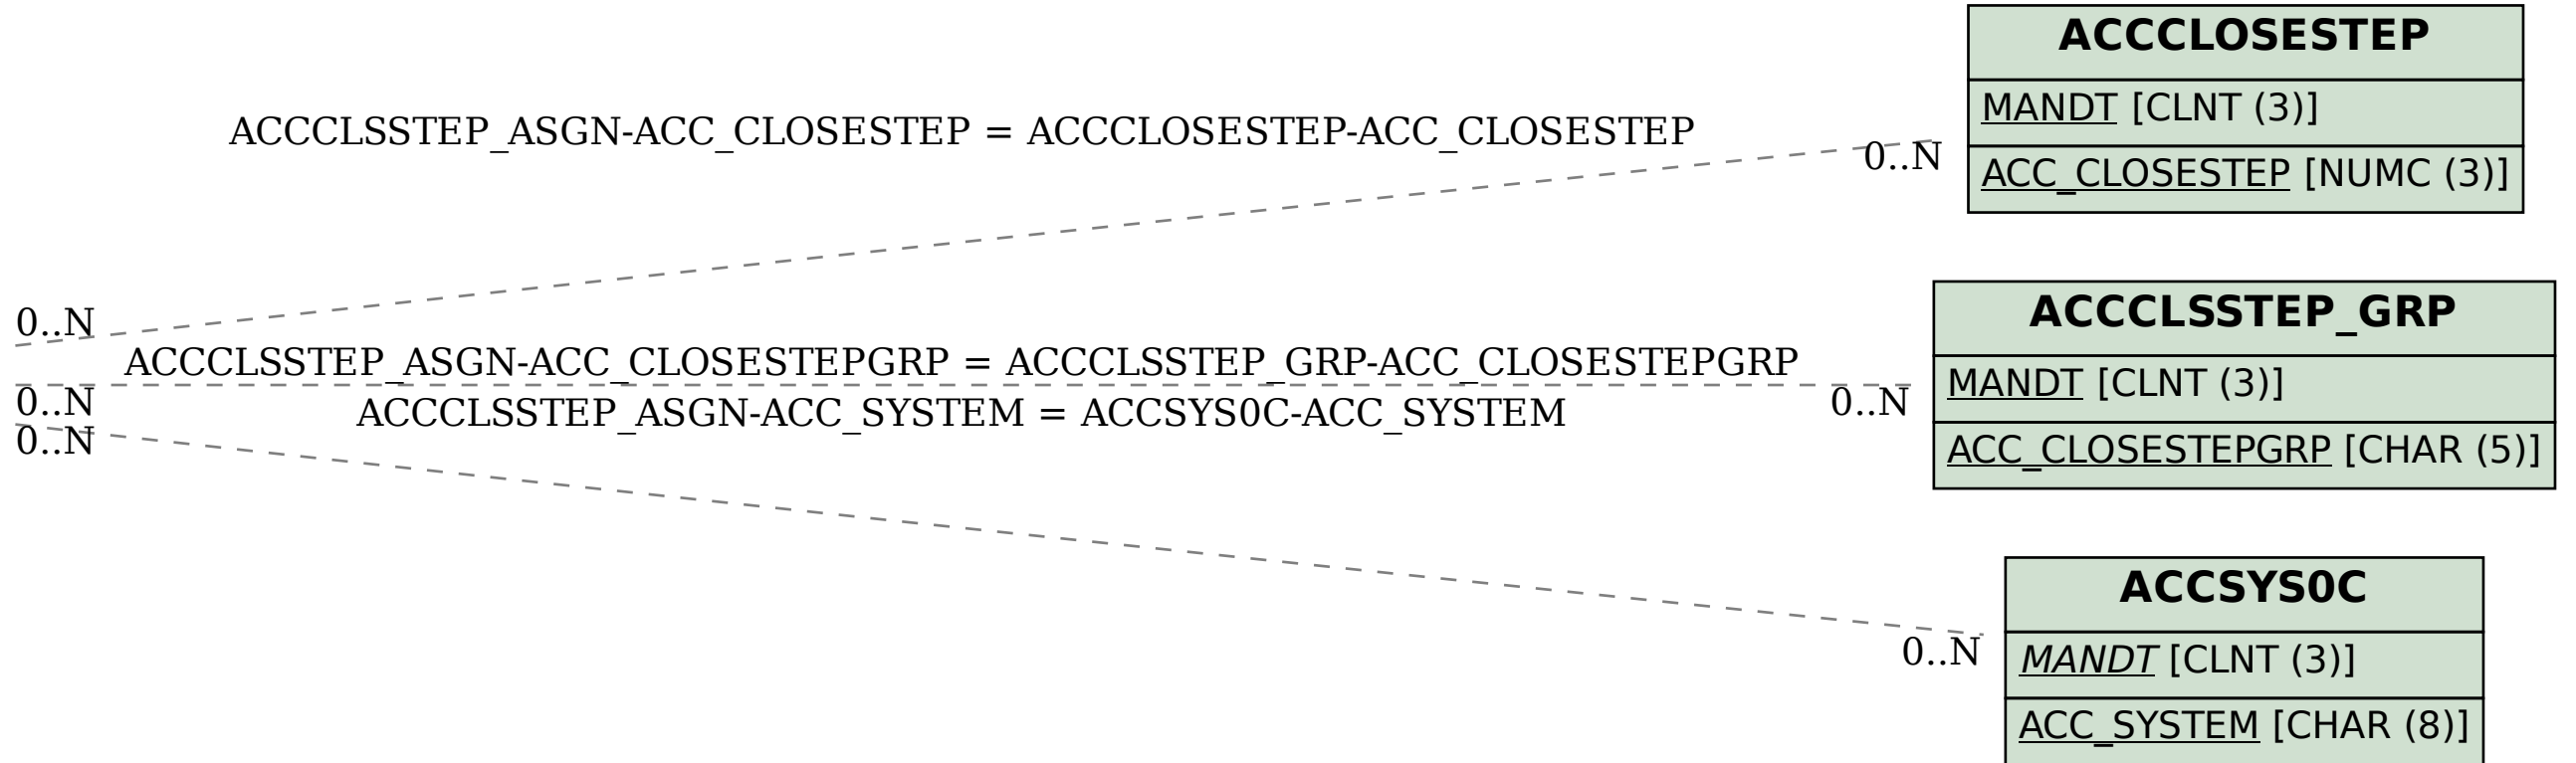 ACCCLOSESTEP
MANDT [CLNT (3)]
ACCCLSSTEP_ASGN-ACC_CLOSESTEP = ACCCLOSESTEP-ACC_CLOSESTEP
0..N
ACC_CLOSESTEP [NUMC (3)]
0..N
ACCCLSSTEP_GRP
ACCCLSSTEP_ASGN-ACC_CLOSESTEPGRP = ACCCLSSTEP_GRP-ACC_CLOSESTEPGRP
MANDT [CLNT (3)]
0..N
0..N
ACCCLSSTEP_ASGN-ACC_SYSTEM = ACCSYS0C-ACC_SYSTEM
0..N
ACC_CLOSESTEPGRP [CHAR (5)]
ACCSYS0C
0..N
MANDT [CLNT (3)]
ACC_SYSTEM [CHAR (8)]